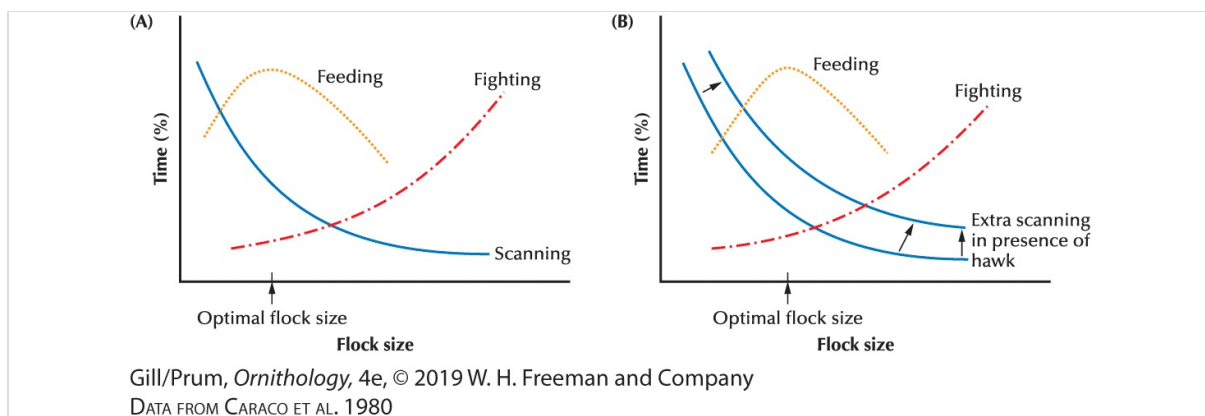 (A)
Time (%)
Feeding
Fighting
Scanning
Optimal flock size
Flock size
(B)
Time (%)
Feeding
Fighting
Extra scanning
in presence of
hawk
Optimal flock size
Flock size
Gill/Prum, Ornithology, 4e, © 2019 W. H. Freeman and Company
DATA FROM CARACO ET AL. 1980